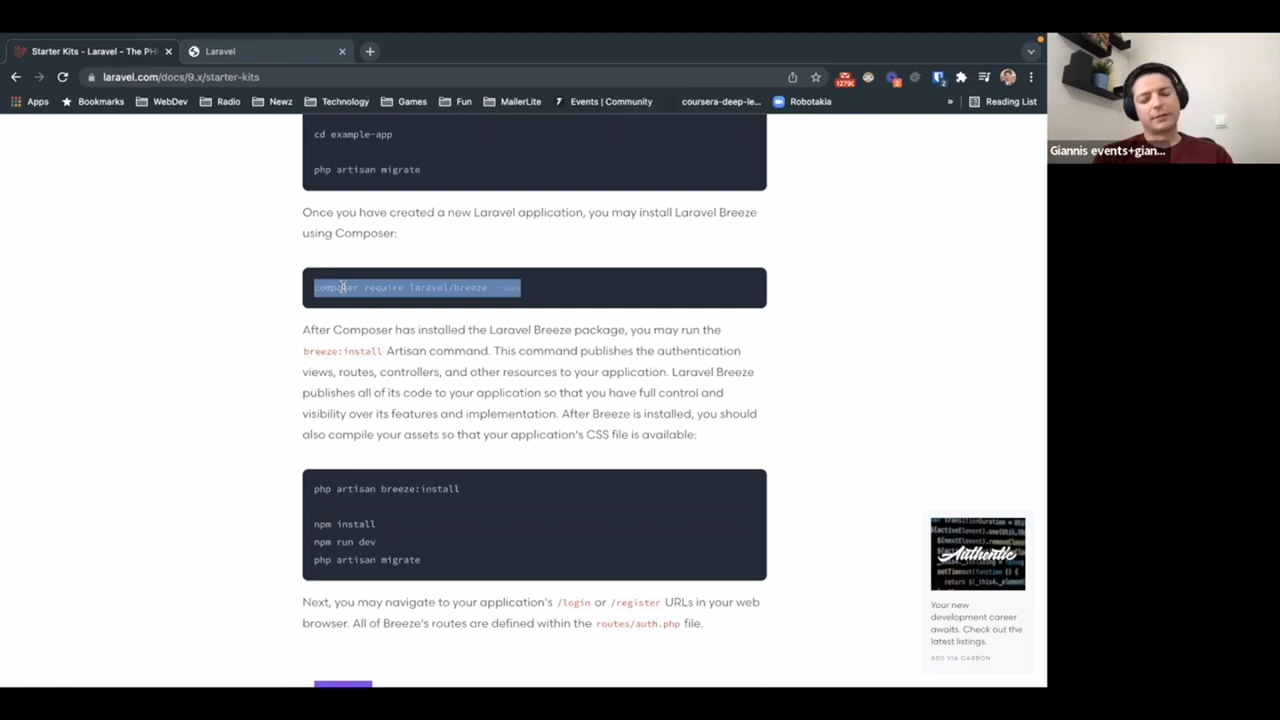 Starter Kits - Laravel - The PH
Laravel
laravel.com/docs/9.x/starter-kits
Apps
Bookmarks
WebDev
Radio
Newz
Technology
Games
Fun
MailerLite
Events | Community
coursera-deep-le...
Robotakia
»
Reading List
Giannis events+gian...
cd example-app
php artisan migrate
Once you have created a new Laravel application, you may install Laravel Breeze
using Composer:
composer require laravel/breeze --dev
After Composer has installed the Laravel Breeze package, you may run the
breeze:install Artisan command. This command publishes the authentication
views, routes, controllers, and other resources to your application. Laravel Breeze
publishes all of its code to your application so that you have full control and
visibility over its features and implementation. After Breeze is installed, you should
also compile your assets so that your application's CSS file is available:
php artisan breeze:install
npm install
npm run dev
php artisan migrate
Next, you may navigate to your application's /login or /register URLs in your web
browser. All of Breeze's routes are defined within the routes/auth.php file.
Authentic
Your new
development career
awaits. Check out the
latest listings.
ADS VIA CARBON